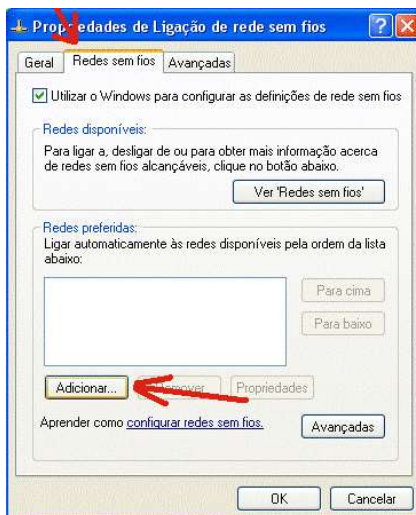 Propriedades de Ligação de rede sem fios
Geral Redes sem fios Avançadas
Utilizar o Windows para configurar as definições de rede sem fios
Redes disponíveis:
Para ligar a, desligar de ou para obter mais informação acerca
de redes sem fios alcançáveis, clique no botão abaixo.
Ver 'Redes sem fios'
Redes preferidas:
Ligar automaticamente às redes disponíveis pela ordem da lista
abaixo:
Para cima
Para baixo
Adicionar... Remover Propriedades
Aprender como configurar redes sem fios.
Avançadas
OK Cancelar